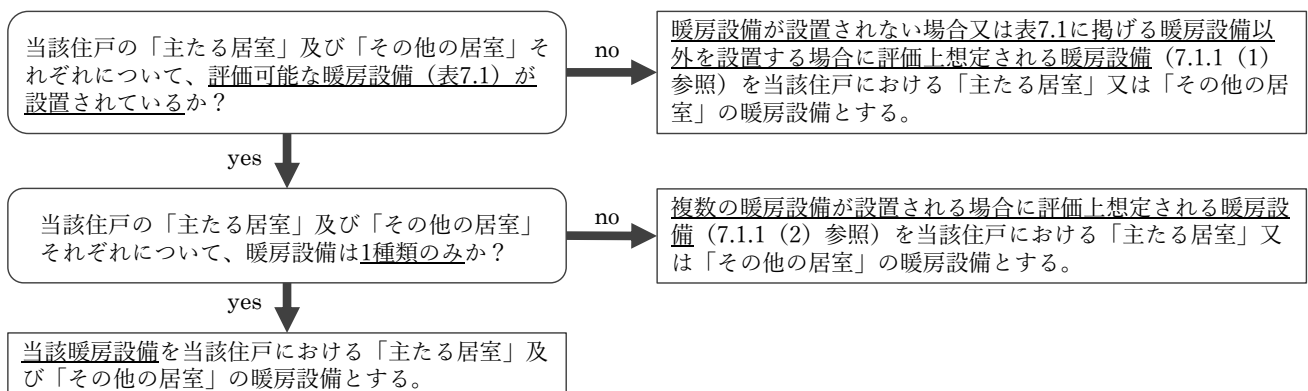 当該住戸の「主たる居室」及び「その他の居室」そ
れぞれについて、評価可能な暖房設備（表7.1）が
設置されているか？
no
暖房設備が設置されない場合又は表7.1に掲げる暖房設備以
外を設置する場合に評価上想定される暖房設備（7.1.1（1）
参照）を当該住戸における「主たる居室」又は「その他の居
室」の暖房設備とする。
yes
当該住戸の「主たる居室」及び「その他の居室」
それぞれについて、暖房設備は1種類のみか？
no
複数の暖房設備が設置される場合に評価上想定される暖房設
備（7.1.1（2）参照）を当該住戸における「主たる居室」又
は「その他の居室」の暖房設備とする。
yes
当該暖房設備を当該住戸における「主たる居室」及
び「その他の居室」の暖房設備とする。